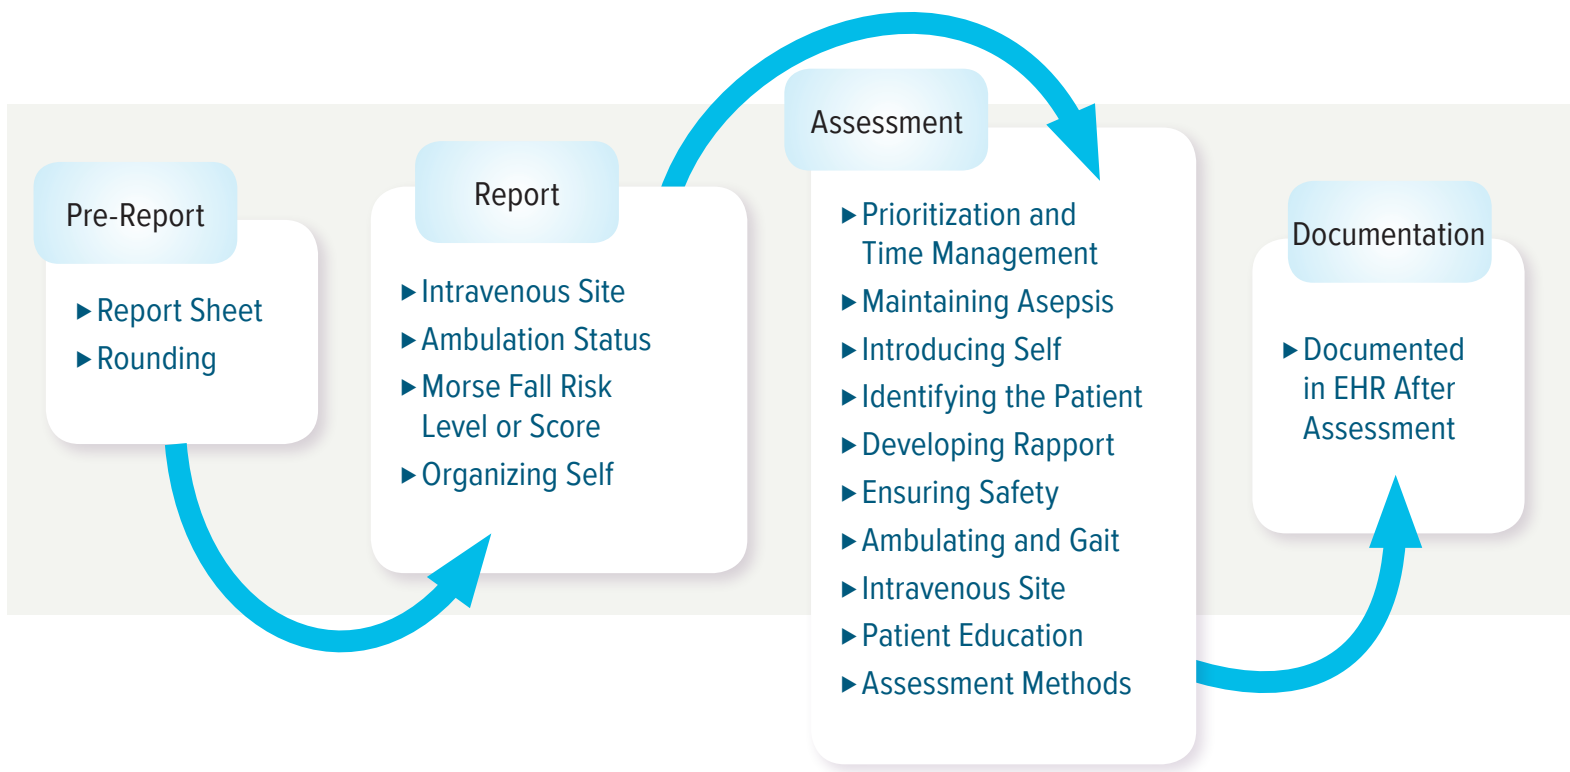 Pre-Report
▶ Report Sheet
▶ Rounding
Report
▶ Intravenous Site
▶ Ambulation Status
▶ Morse Fall Risk
Level or Score
▶ Organizing Self
Assessment
▶ Prioritization and
Time Management
▶ Maintaining Asepsis
▶ Introducing Self
▶ Identifying the Patient
▶ Developing Rapport
▶ Ensuring Safety
▶ Ambulating and Gait
▶ Intravenous Site
▶ Patient Education
▶ Assessment Methods
Documentation
▶ Documented
in EHR After
Assessment